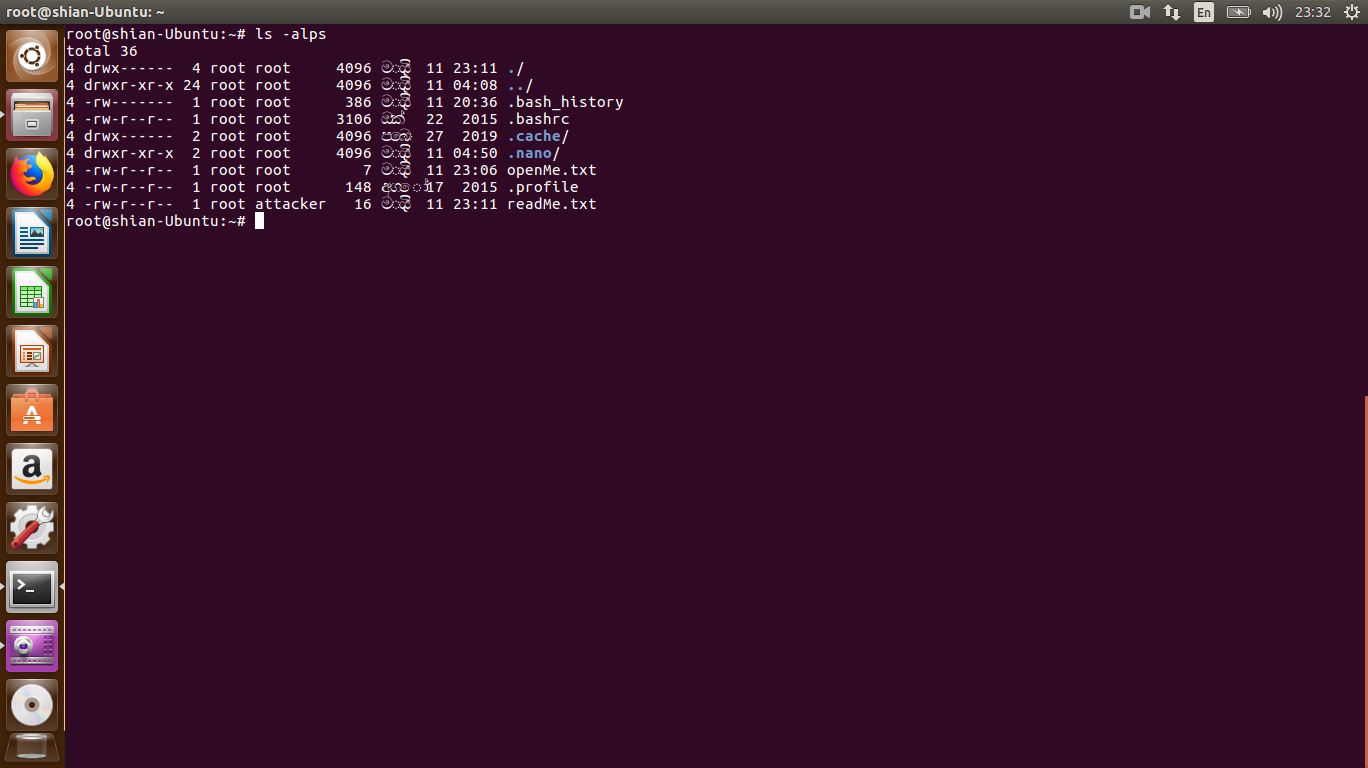 root@shian-Ubuntu: ~
En
23:32
root@shian-Ubuntu:~# ls -alps
total 36
4 drwx------ 4 root root 4096 මැයි 11 23:11 ./
4 drwxr-xr-x 24 root root 4096 මැයි 11 04:08 ../
4 -rw------- 1 root root 386 මැයි 11 20:36 .bash_history
4 -rw-r--r-- 1 root root 3106 ඔක් 22 2015 .bashrc
4 drwx------ 2 root root 4096 පෙබ 27 2019 .cache/
4 drwxr-xr-x 2 root root 4096 මැයි 11 04:50 .nano/
4 -rw-r--r-- 1 root root 7 මැයි 11 23:06 openMe.txt
4 -rw-r--r-- 1 root root 148 අගෝ 17 2015 .profile
4 -rw-r--r-- 1 root attacker 16 මැයි 11 23:11 readMe.txt
root@shian-Ubuntu:~#